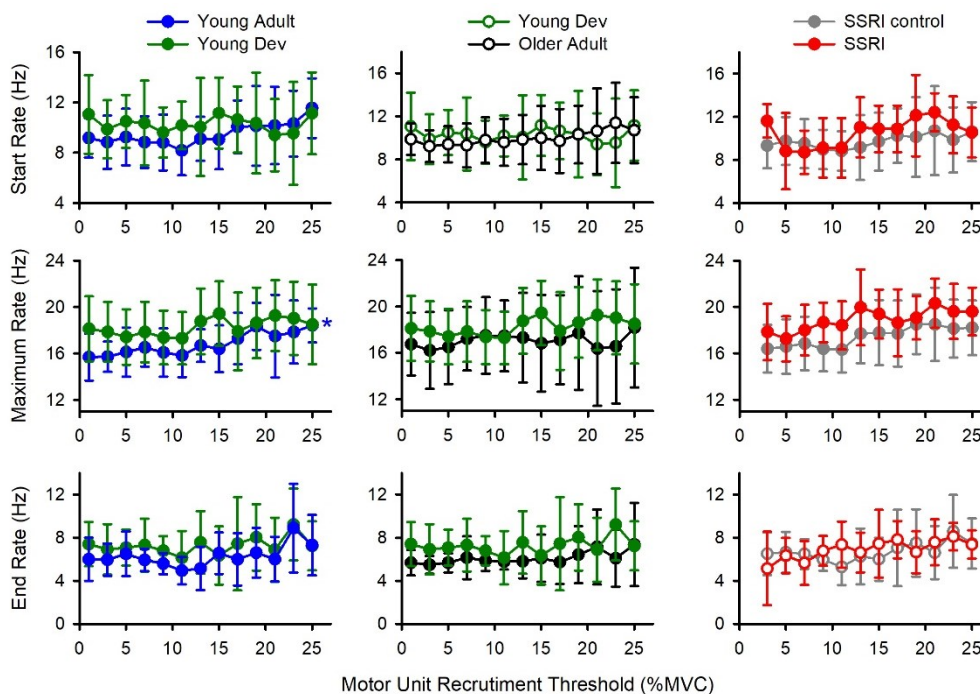 Young Adult
Young Dev
Young Dev
Older Adult
SSRI control
SSRI
Start Rate (Hz)
16
12
8
4
0 5 10 15 20 25
16
12
8
4
0 5 10 15 20 25
16
12
8
4
0 5 10 15 20 25
Maximum Rate (Hz)
24
20
16
12
*
0 5 10 15 20 25
24
20
16
12
0 5 10 15 20 25
24
20
16
12
0 5 10 15 20 25
End Rate (Hz)
12
8
4
0
0 5 10 15 20 25
12
8
4
0
0 5 10 15 20 25
12
8
4
0
0 5 10 15 20 25
Motor Unit Recrutiment Threshold (%MVC)